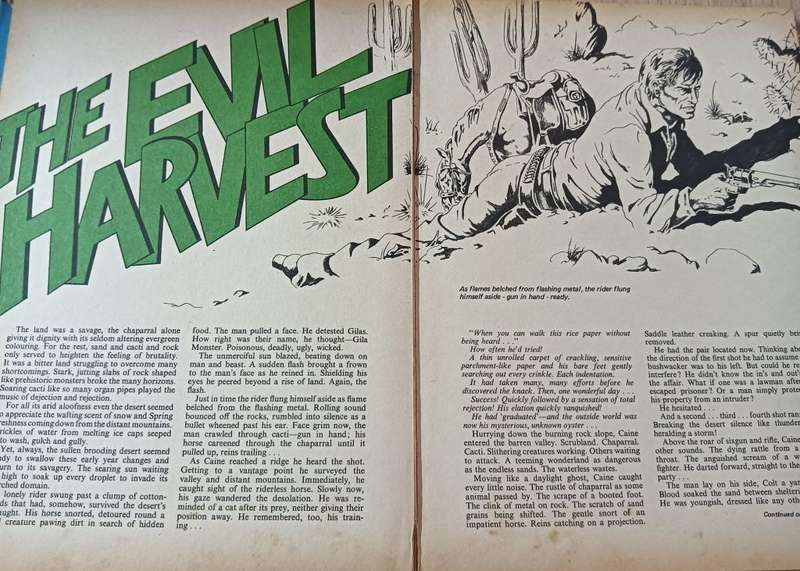 THE EVIL
HARVEST
The land was a savage, the chaparral alone
giving it dignity with its seldom altering evergreen
colouring. For the rest, sand and cacti and rock
only served to heighten the feeling of brutality.
It was a bitter land struggling to overcome many
shortcomings. Stark, jutting slabs of rock shaped
like prehistoric monsters broke the many horizons.
Soaring cacti like so many organ pipes played the
music of dejection and rejection.
For all its arid aloofness even the desert seemed
to appreciate the wafting scent of snow and Spring
freshness coming down from the distant mountains.
rickles of water from melting ice caps seeped
to wash, gulch and gully.
Yet, always, the sullen brooding desert seemed
dy to swallow these early year changes and
urn to its savagery. The searing sun waiting
high to soak up every droplet to invade its
rched domain.
lonely rider swung past a clump of cotton-
ds that had, somehow, survived the desert's
ught. His horse snorted, detoured round a
creature pawing dirt in search of hidden
food. The man pulled a face. He detested Gilas.
How right was their name, he thought—Gila
Monster. Poisonous, deadly, ugly, wicked.
The unmerciful sun blazed, beating down on
man and beast. A sudden flash brought a frown
to the man's face as he reined in. Shielding his
eyes he peered beyond a rise of land. Again, the
flash.
Just in time the rider flung himself aside as flame
belched from the flashing metal. Rolling sound
bounced off the rocks, rumbled into silence as a
bullet wheened past his ear. Face grim now, the
man crawled through cacti—gun in hand; his
horse careened through the chaparral until it
pulled up, reins trailing . . .
As Caine reached a ridge he heard the shot.
Getting to a vantage point he surveyed the
valley and distant mountains. Immediately, he
caught sight of the riderless horse. Slowly now,
his gaze wandered the desolation. He was re-
minded of a cat after its prey, neither giving their
position away. He remembered, too, his train-
ing . . .
As flames belched from flashing metal, the rider flung
himself aside - gun in hand - ready.
"When you can walk this rice paper without
being heard . . ."
How often he'd tried!
A thin unrolled carpet of crackling, sensitive
parchment-like paper and his bare feet gently
searching out every crinkle. Each indentation.
It had taken many, many efforts before he
discovered the knack. Then, one wonderful day . . .
Success! Quickly followed by a sensation of total
rejection! His elation quickly vanquished!
He had 'graduated'—and the outside world was
now his mysterious, unknown oyster . . .
Hurrying down the burning rock slope, Caine
entered the barren valley. Scrubland. Chaparral.
Cacti. Slithering creatures working. Others waiting
to attack. A teeming wonderland as dangerous
as the endless sands. The waterless wastes.
Moving like a daylight ghost, Caine caught
every little noise. The rustle of chaparral as some
animal passed by. The scrape of a booted foot.
The clink of metal on rock. The scratch of sand
grains being shifted. The gentle snort of an
impatient horse. Reins catching on a projection.
Saddle leather creaking. A spur quietly bein
removed.
He had the pair located now. Thinking abo
the direction of the first shot he had to assume
bushwacker was to his left. But could he re
interfere? He didn't know the in's and out's
the affair. What if one was a lawman after
escaped prisoner? Or a man simply prote
his property from an intruder?
He hesitated . . .
And a second . . . third . . . fourth shot ran
Breaking the desert silence like thunder
heralding a storm!
Above the roar of sixgun and rifle, Caine
other sounds. The dying rattle from a
throat. The anguished scream of a w
fighter. He darted forward, straight to the
party . . .
The man lay on his side, Colt a yar
Blood soaked the sand between shelter
He was youngish, dressed like any oth
Continued o